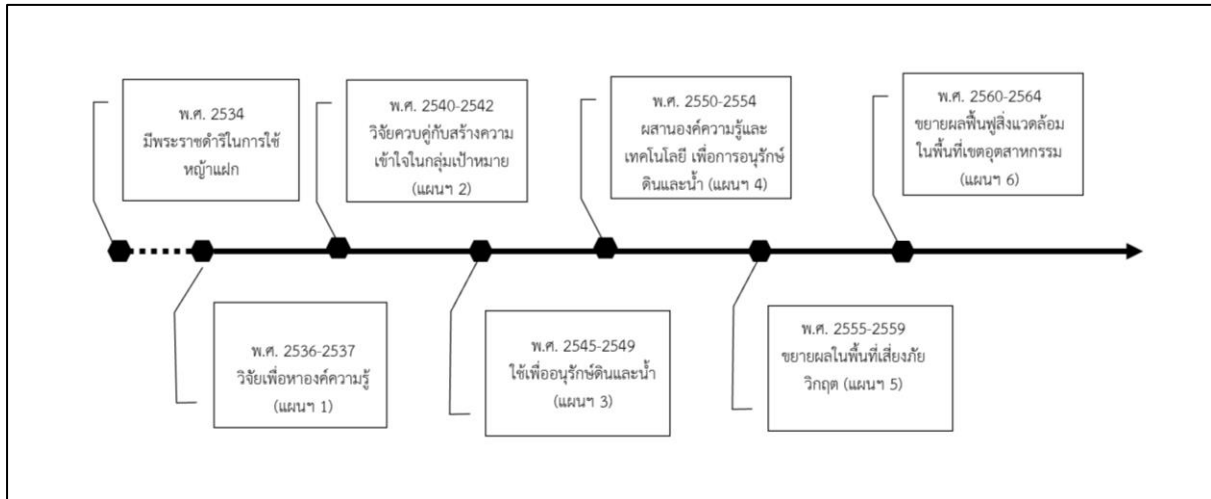 พ.ศ. 2534
มีพระราชดำริในการใช้
หญ้าแฝก
พ.ศ. 2536-2537
วิจัยเพื่อหาองค์ความรู้
(แผนฯ 1)
พ.ศ. 2540-2542
วิจัยควบคู่กับสร้างความ
เข้าใจในกลุ่มเป้าหมาย
(แผนฯ 2)
พ.ศ. 2545-2549
ใช้เพื่ออนุรักษ์ดินและน้ำ
(แผนฯ 3)
พ.ศ. 2550-2554
ผสานองค์ความรู้และ
เทคโนโลยี เพื่อการอนุรักษ์
ดินและน้ำ (แผนฯ 4)
พ.ศ. 2555-2559
ขยายผลในพื้นที่เสี่ยงภัย
วิกฤต (แผนฯ 5)
พ.ศ. 2560-2564
ขยายผลฟื้นฟูสิ่งแวดล้อม
ในพื้นที่เขตอุตสาหกรรม
(แผนฯ 6)